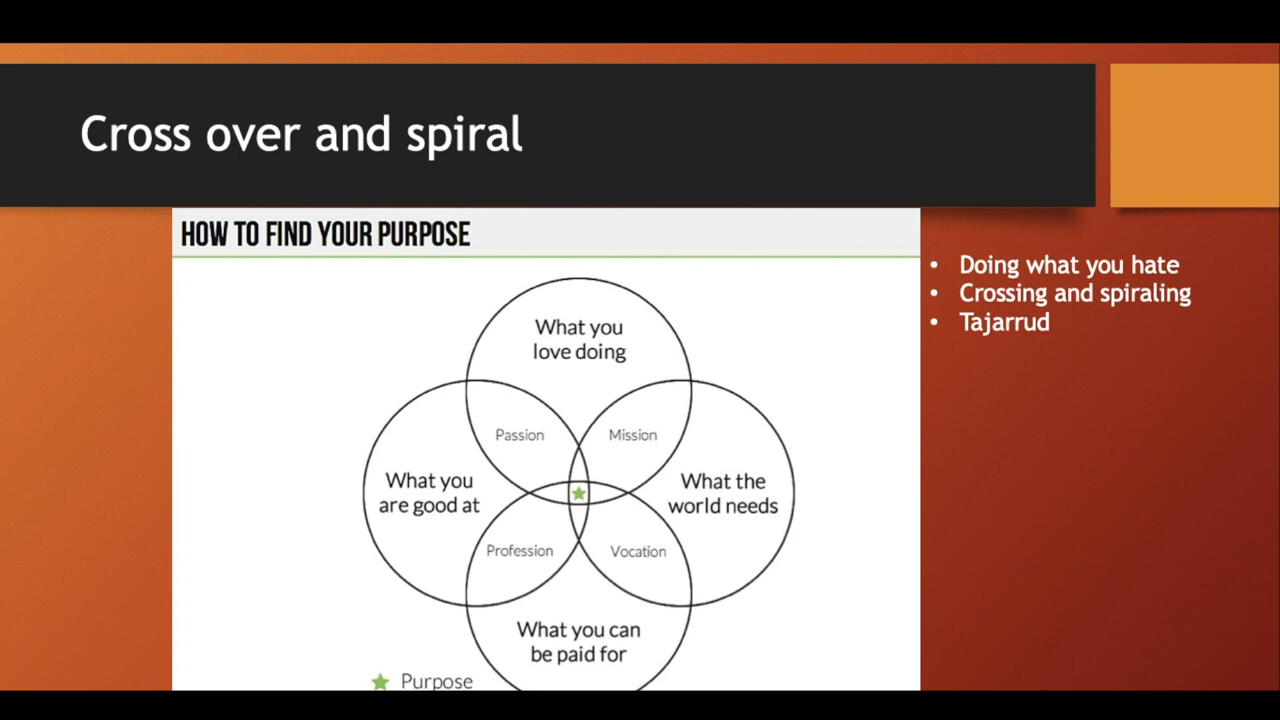 Cross over and spiral
HOW TO FIND YOUR PURPOSE
What you
love doing
Passion
Mission
What you
are good at
What the
world needs
Profession
Vocation
What you can
be paid for
Purpose
• Doing what you hate
• Crossing and spiraling
• Tajarrud